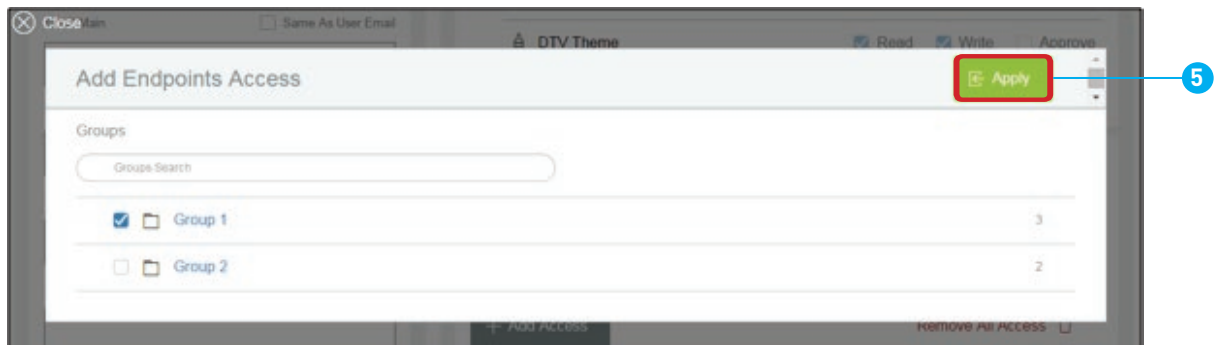 Close Main Same As User Email
DTV Theme Read Write Approve
Add Endpoints Access Apply
5
Groups
Groups Search
Group 1 3
Group 2 2
+ Add Access Remove All Access